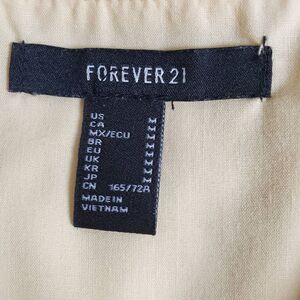 FOREVER 21
US M
CA M
MX/ECU M
BR M
EU M
UK M
KR M
JP M
CN 165/72A
MADE IN
VIETNAM